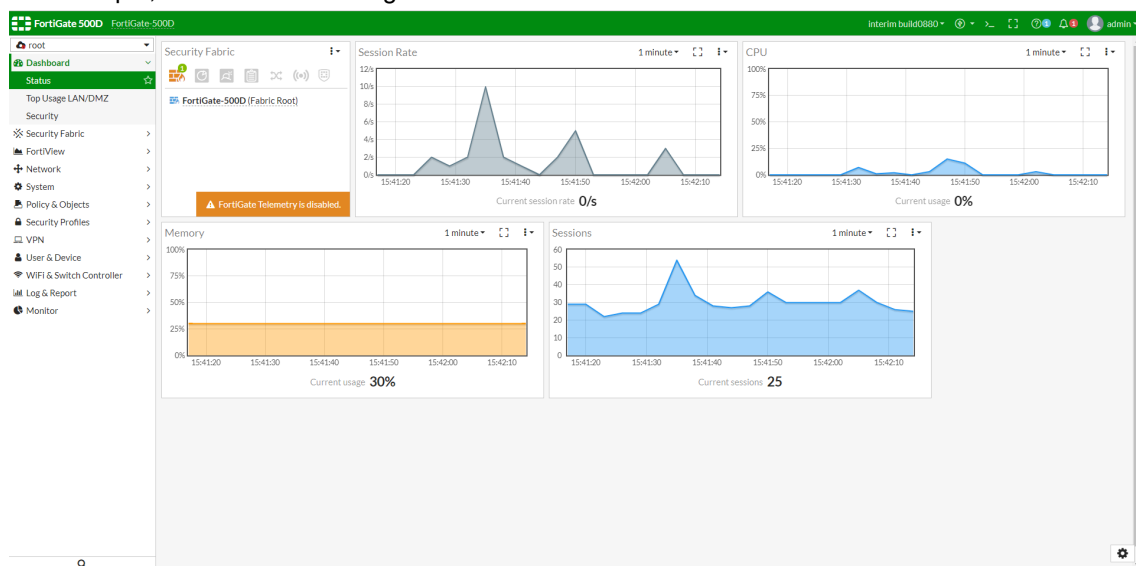 FortiGate 500D FortiGate-500D
interim build0880
1
1
admin
root
Dashboard
Status
Top Usage LAN/DMZ
Security
Security Fabric
FortiView
Network
System
Policy & Objects
Security Profiles
VPN
User & Device
WiFi & Switch Controller
Log & Report
Monitor
Security Fabric
1
FortiGate-500D (Fabric Root)
FortiGate Telemetry is disabled.
Session Rate 1 minute
12/s
10/s
8/s
6/s
4/s
2/s
0/s
15:41:20 15:41:30 15:41:40 15:41:50 15:42:00 15:42:10
Current session rate 0/s
CPU 1 minute
100%
75%
50%
25%
0%
15:41:20 15:41:30 15:41:40 15:41:50 15:42:00 15:42:10
Current usage 0%
Memory 1 minute
100%
75%
50%
25%
0%
15:41:20 15:41:30 15:41:40 15:41:50 15:42:00 15:42:10
Current usage 30%
Sessions 1 minute
60
50
40
30
20
10
0
15:41:20 15:41:30 15:41:40 15:41:50 15:42:00 15:42:10
Current sessions 25